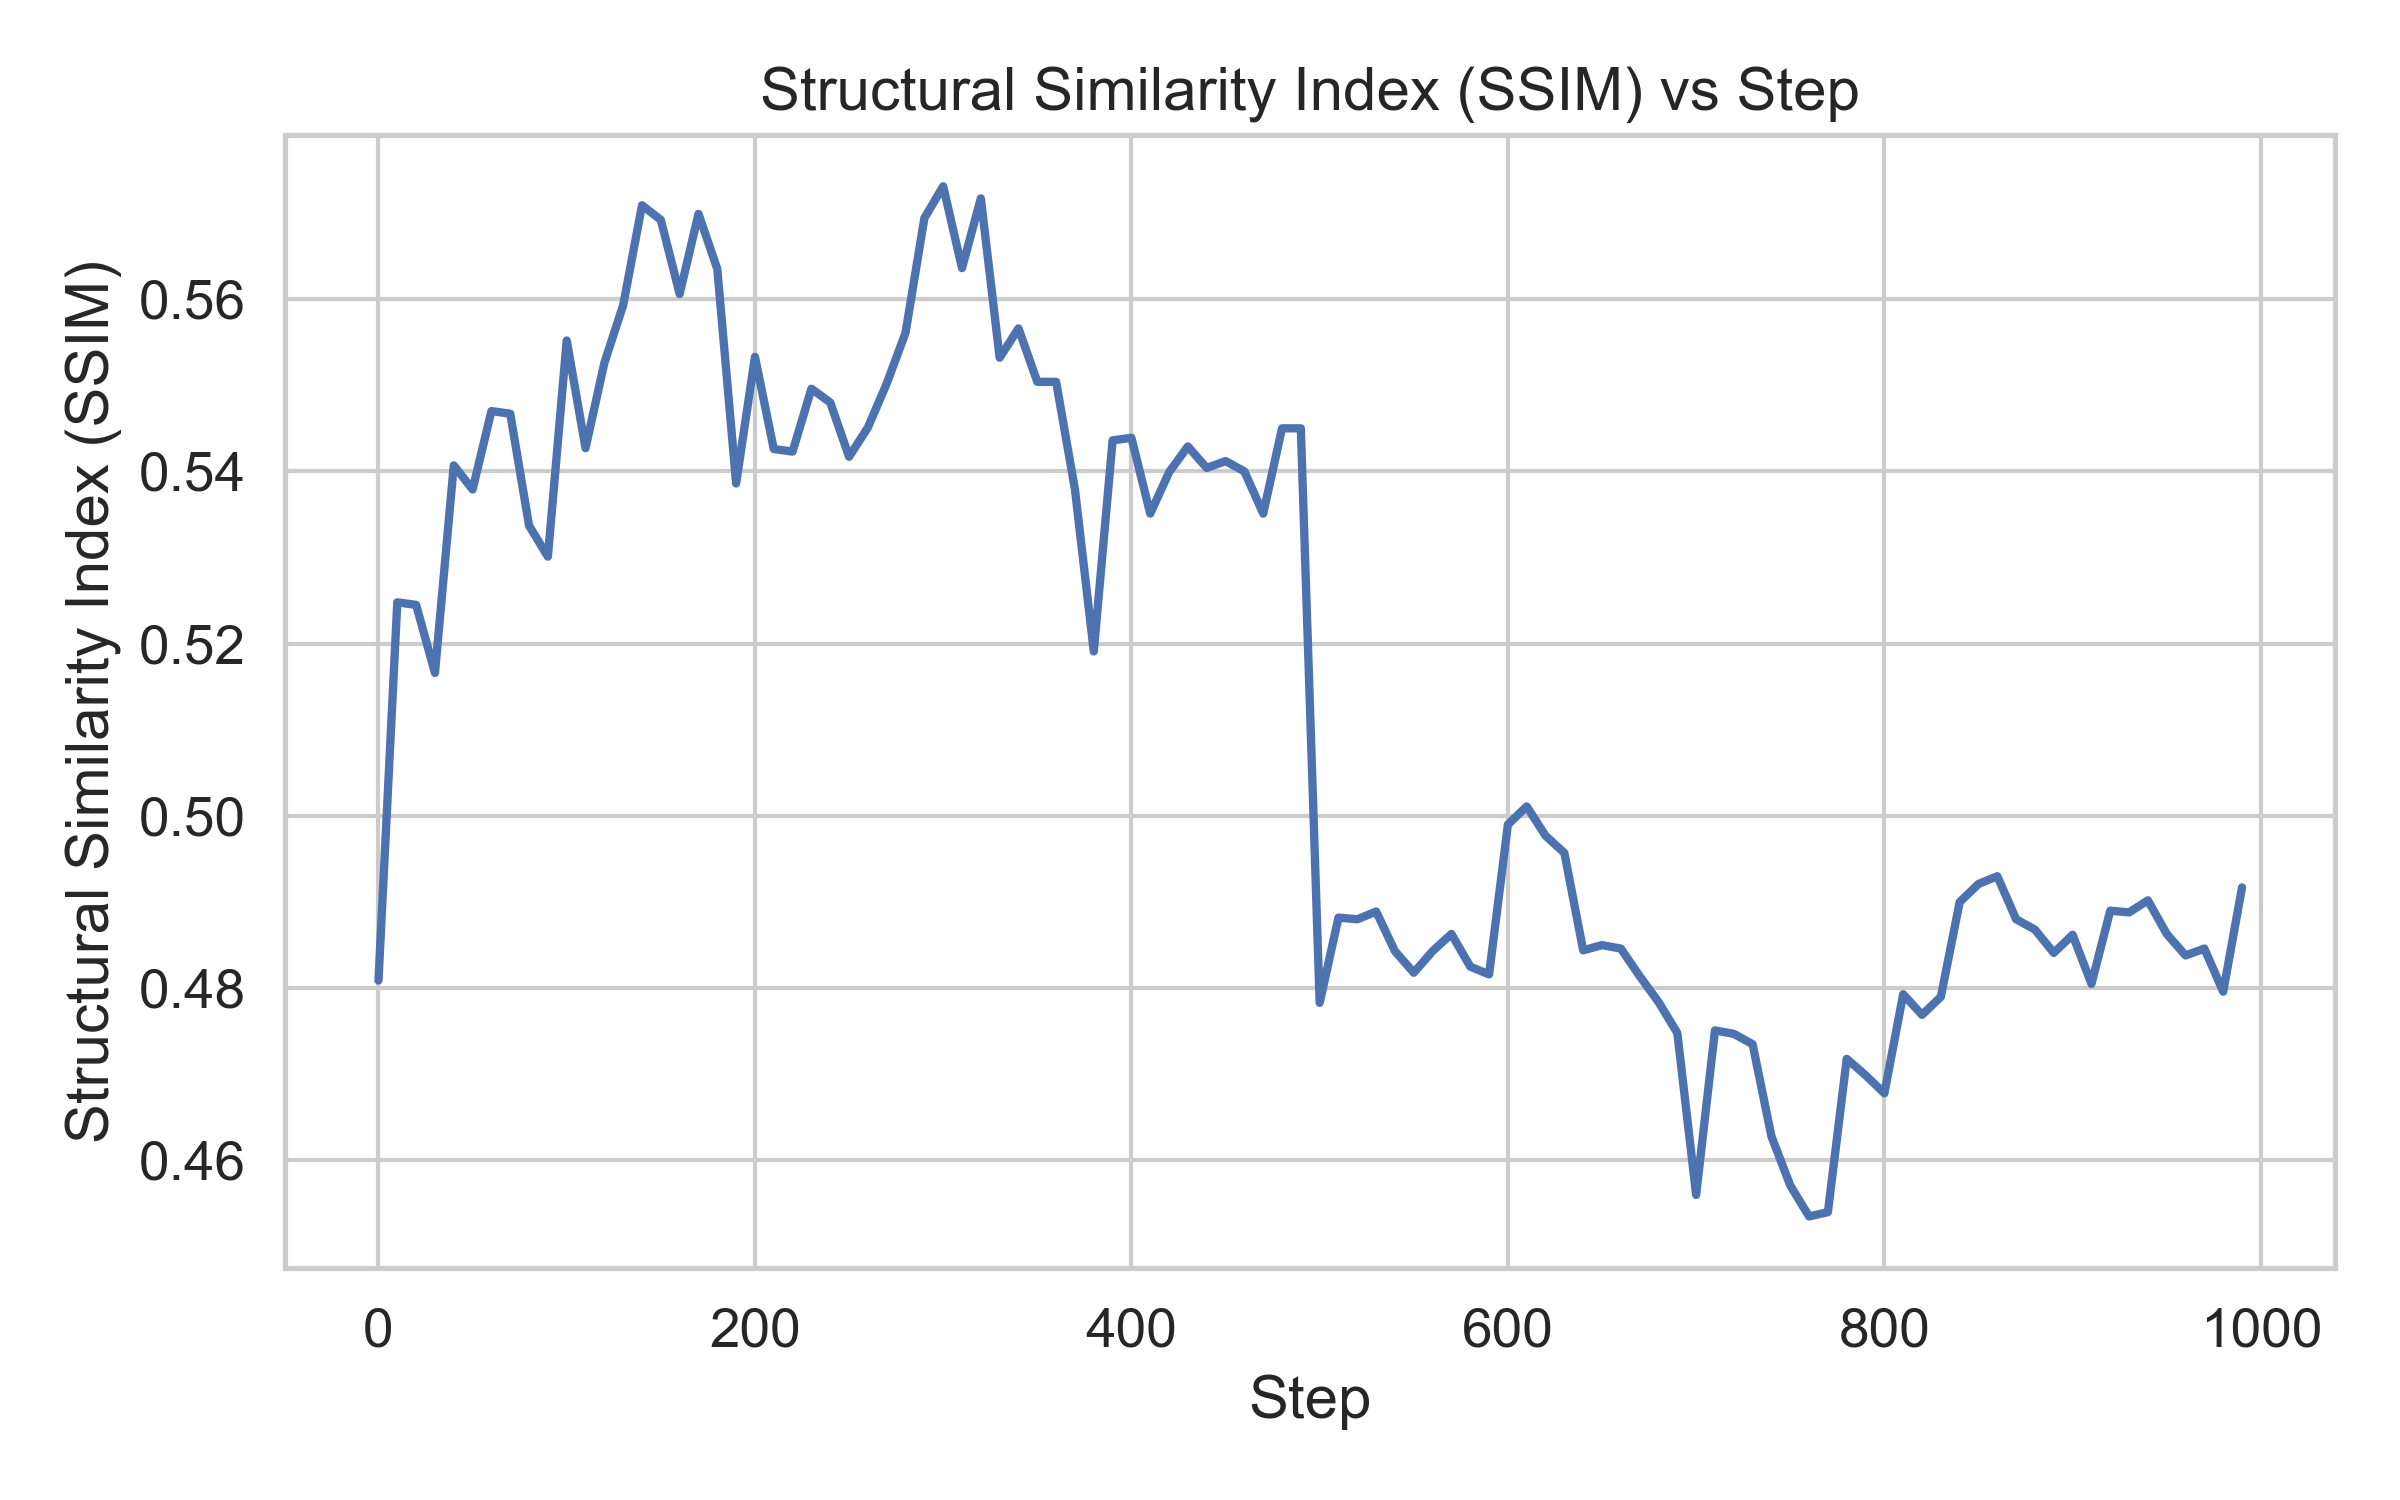 Structural Similarity Index (SSIM) vs Step
Structural Similarity Index (SSIM)
0.56
0.54
0.52
0.50
0.48
0.46
0 200 400 600 800 1000
Step